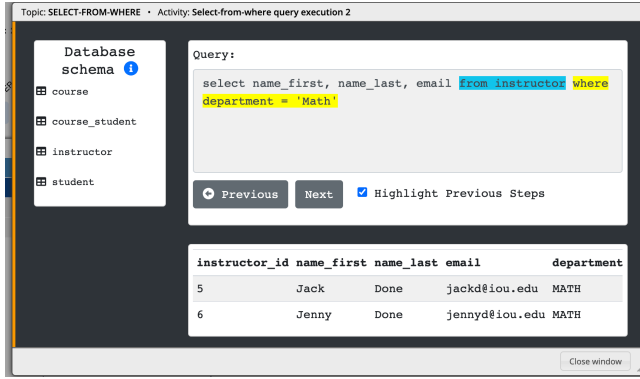 Topic: SELECT-FROM-WHERE • Activity: Select-from-where query execution 2
Database
schema
course
course_student
instructor
student
Query:
select name_first, name_last, email from instructor where
department = 'Math'
Previous Next Highlight Previous Steps
instructor_id name_first name_last email department
5 Jack Done jackd@iou.edu MATH
6 Jenny Done jennyd@iou.edu MATH
Close window